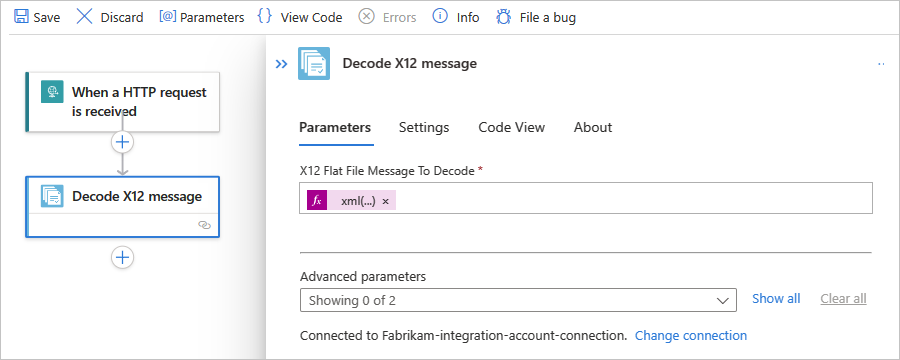 Save
Discard
[@] Parameters
{} View Code
Errors
Info
File a bug
When a HTTP request
is received
Decode X12 message
Decode X12 message
Parameters
Settings
Code View
About
X12 Flat File Message To Decode *
fx xml(...) ×
Advanced parameters
Showing 0 of 2
Show all
Clear all
Connected to Fabrikam-integration-account-connection. Change connection